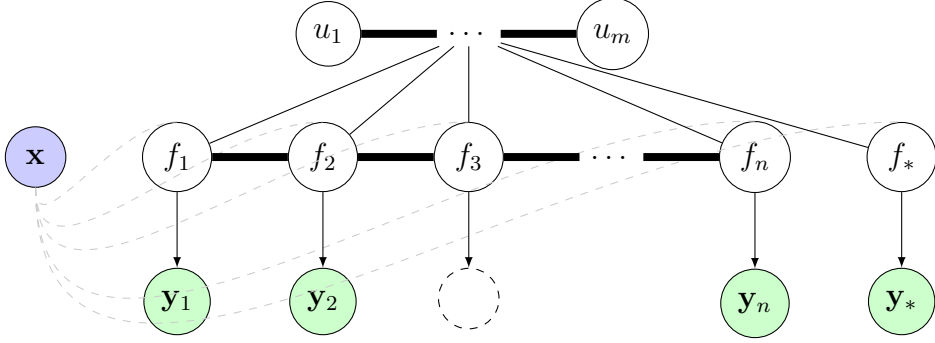 u₁ ⋯ uₘ
x f₁ f₂ f₃ ⋯ fₙ f∗
y₁ y₂ yₙ y∗